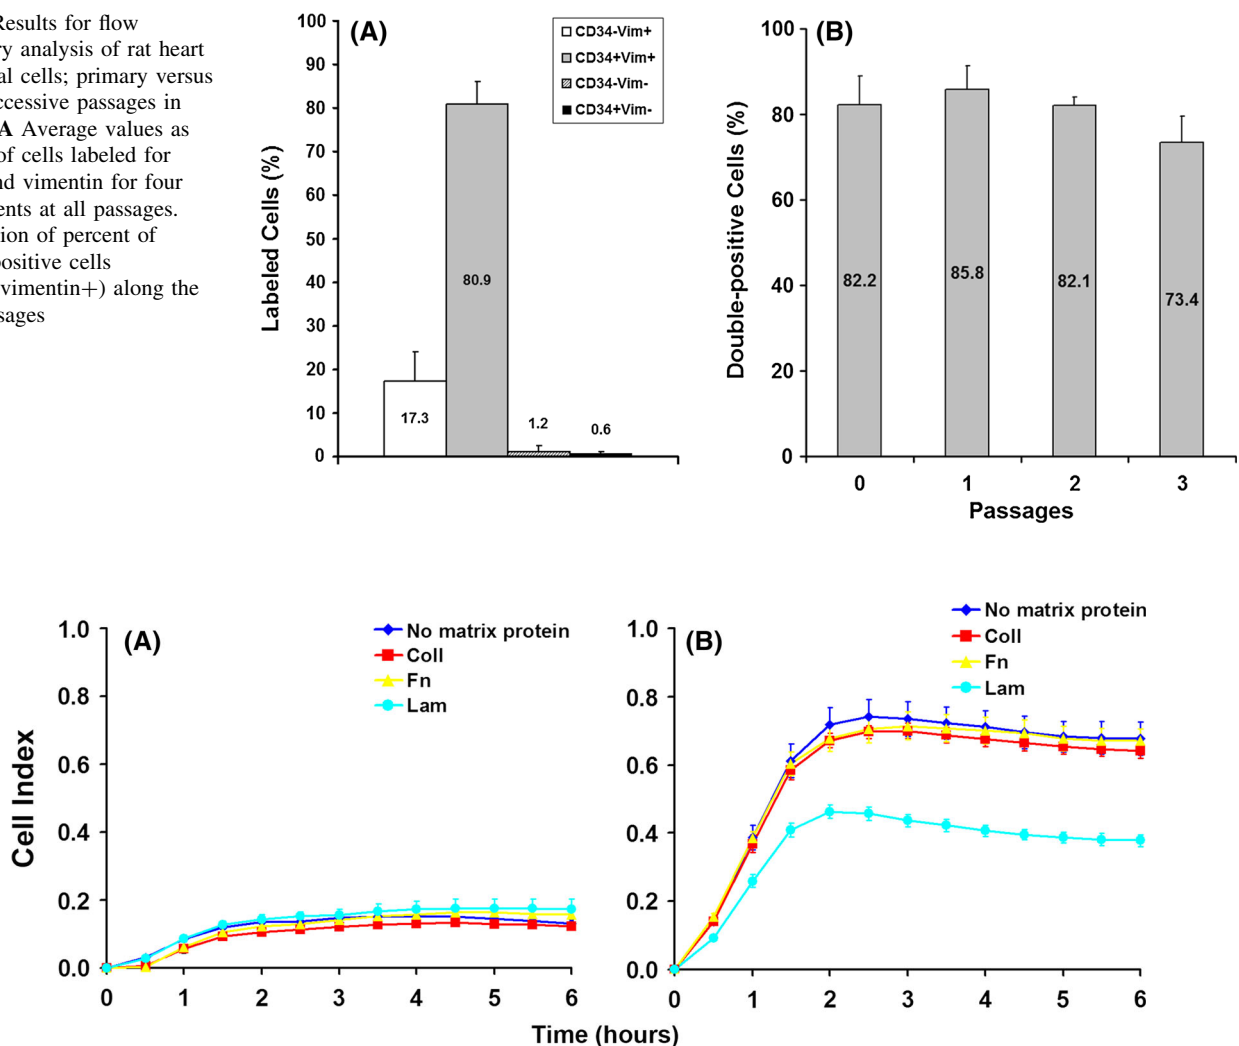 Results for flow
ry analysis of rat heart
al cells; primary versus
ccessive passages in
A Average values as
of cells labeled for
nd vimentin for four
ents at all passages.
ion of percent of
positive cells
vimentin+) along the
sages
(A)
CD34-Vim+
CD34+Vim+
CD34-Vim-
CD34+Vim-
Labeled Cells (%)
100
90
80
70
60
50
40
30
20
10
0
17.3
80.9
1.2
0.6
(B)
Double-positive Cells (%)
100
80
60
40
20
0
82.2
85.8
82.1
73.4
0 1 2 3
Passages
(A)
No matrix protein
Coll
Fn
Lam
Cell Index
1.0
0.8
0.6
0.4
0.2
0.0
0 1 2 3 4 5 6
(B)
No matrix protein
Coll
Fn
Lam
1.0
0.8
0.6
0.4
0.2
0.0
0 1 2 3 4 5 6
Time (hours)